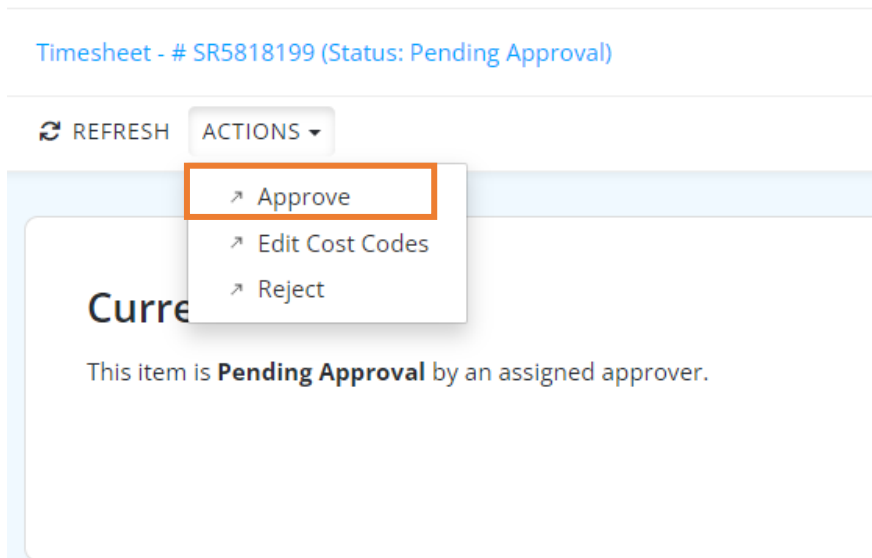 Timesheet - # SR5818199 (Status: Pending Approval)
REFRESH ACTIONS
Approve
Edit Cost Codes
Reject
Curre
This item is Pending Approval by an assigned approver.